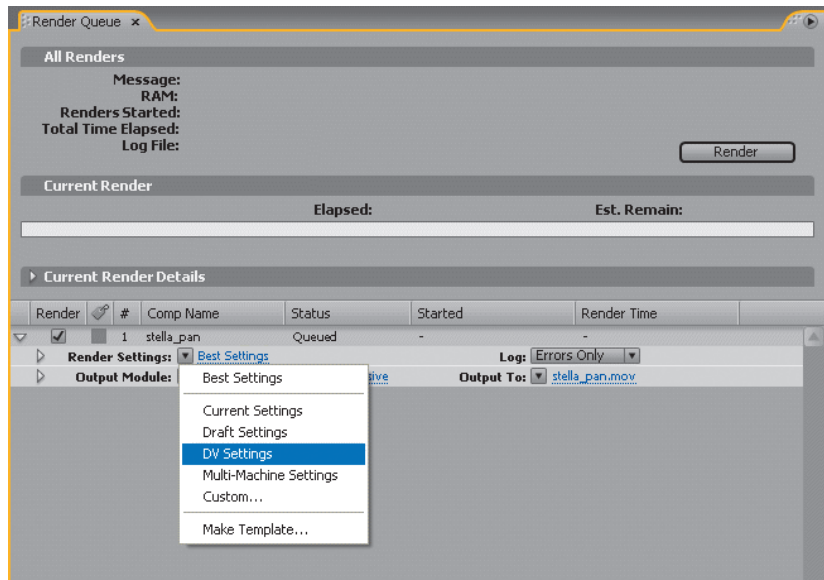 Render Queue ×
All Renders
Message:
RAM:
Renders Started:
Total Time Elapsed:
Log File:
Render
Current Render
Elapsed: Est. Remain:
Current Render Details
Render # Comp Name Status Started Render Time
1 stella_pan Queued - -
Render Settings: Best Settings Log: Errors Only
Output Module: Output To: stella_pan.mov
Best Settings
Current Settings
Draft Settings
DV Settings
Multi-Machine Settings
Custom...
Make Template...